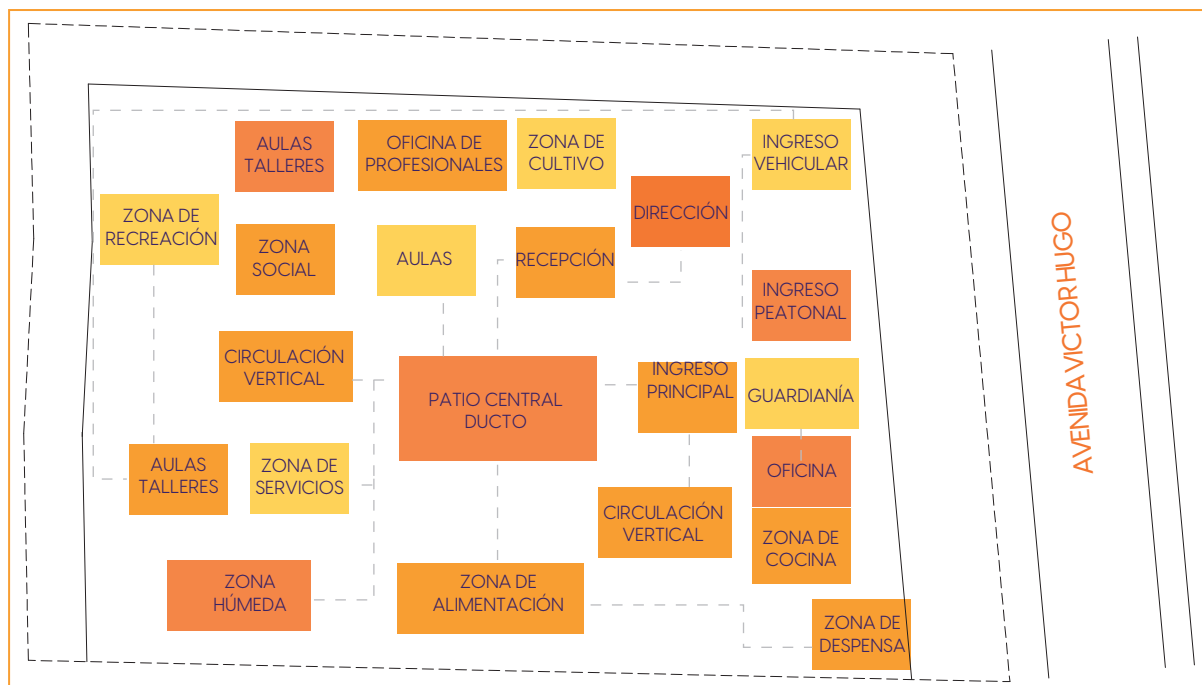 AULAS
TALLERES
OFICINA DE
PROFESIONALES
ZONA DE
CULTIVO
INGRESO
VEHICULAR
ZONA DE
RECREACIÓN
ZONA
SOCIAL
AULAS
RECEPCIÓN
DIRECCIÓN
INGRESO
PEATONAL
CIRCULACIÓN
VERTICAL
PATIO CENTRAL
DUCTO
INGRESO
PRINCIPAL
GUARDIANÍA
AULAS
TALLERES
ZONA DE
SERVICIOS
CIRCULACIÓN
VERTICAL
OFICINA
ZONA DE
COCINA
ZONA
HÚMEDA
ZONA DE
ALIMENTACIÓN
ZONA DE
DESPENSA
AVENIDA VICTOR HUGO